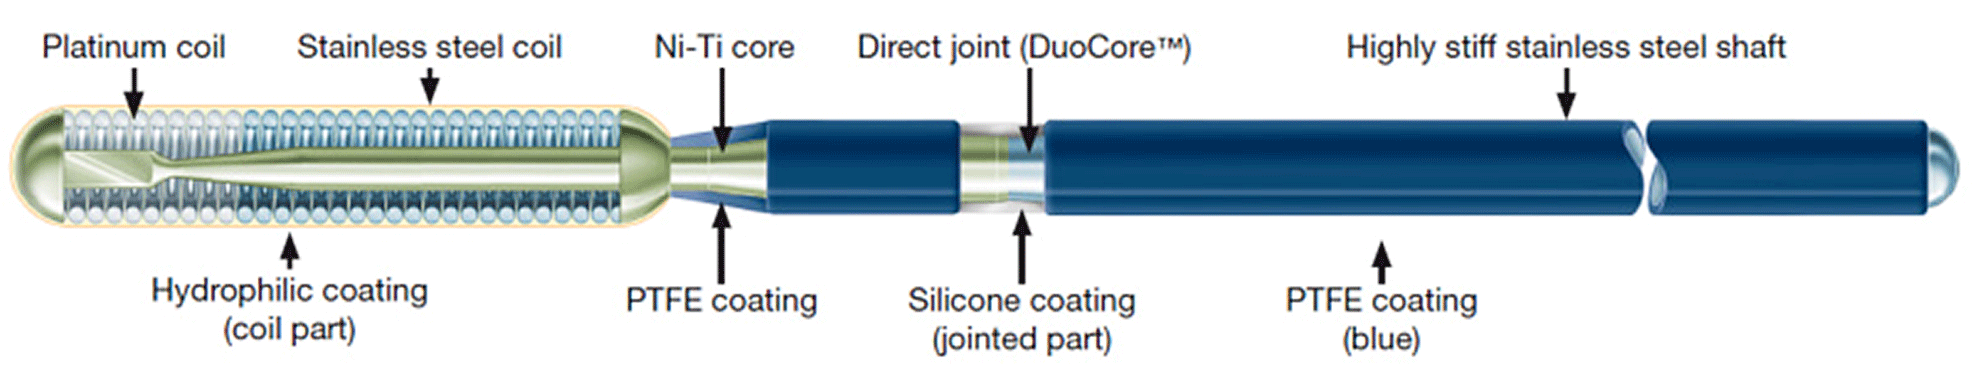 Platinum coil
Stainless steel coil
Ni-Ti core
Direct joint (DuoCore™)
Highly stiff stainless steel shaft
Hydrophilic coating
(coil part)
PTFE coating
Silicone coating
(jointed part)
PTFE coating
(blue)